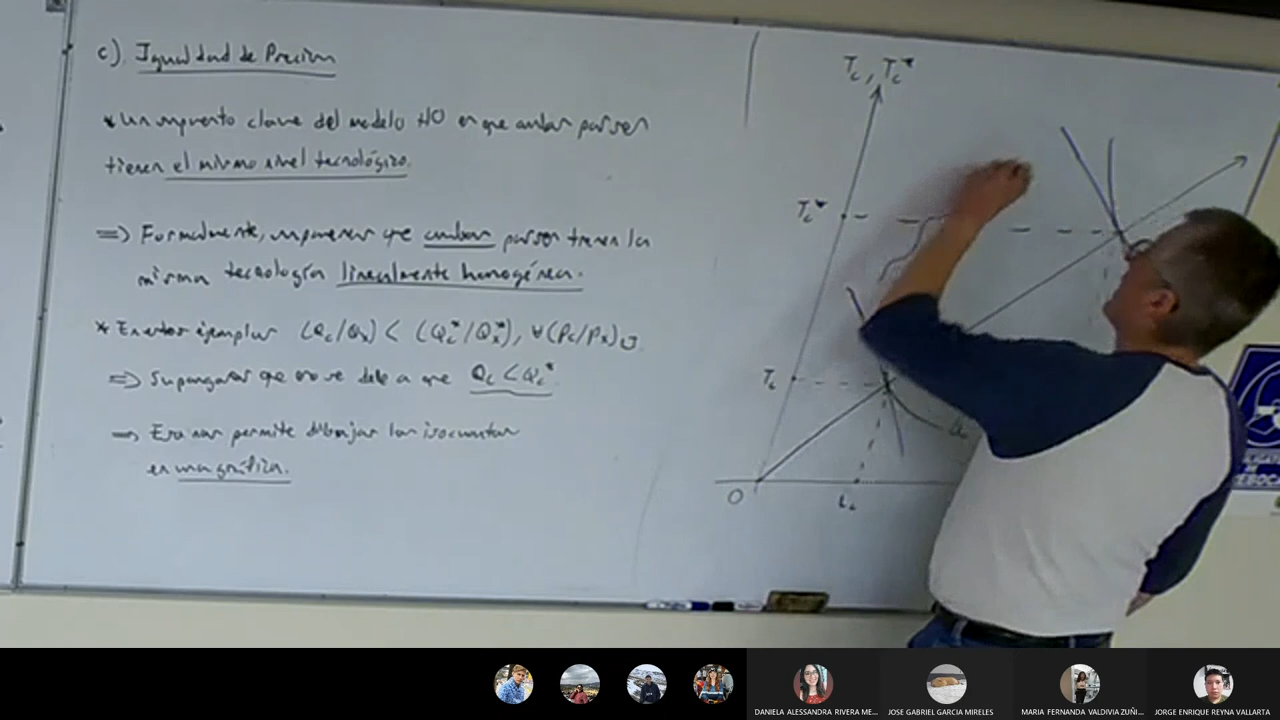 c). Igualdad de Precios
* Un supuesto clave del modelo HO es que ambos países
tienen el mismo nivel tecnológico.
=> Formalmente, suponemos que ambos países tienen la
misma tecnología linealmente homogénea.
* En estos ejemplos (Qc/Qx) < (Qc*/Qx*), ∀(Pc/Px)
=> Supongamos que eso se debe a que Qc < Qc*
=> Eso nos permite dibujar las isocuantas
en una gráfica.
Tc, Tc*
Tc*
Tc
O
Lc
DANIELA ALESSANDRA RIVERA ME...
JOSE GABRIEL GARCIA MIRELES
MARIA FERNANDA VALDIVIA ZUÑI...
JORGE ENRIQUE REYNA VALLARTA